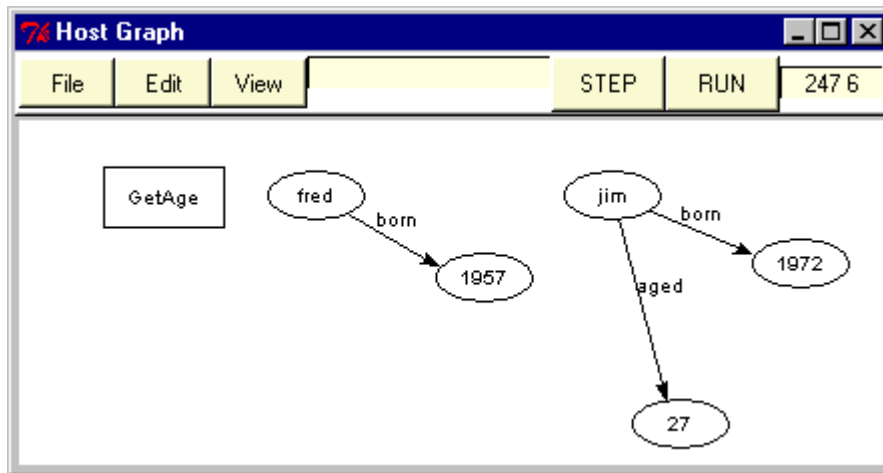 Host Graph
File Edit View STEP RUN 247 6
GetAge fred jim
born born
1957 1972
aged
27